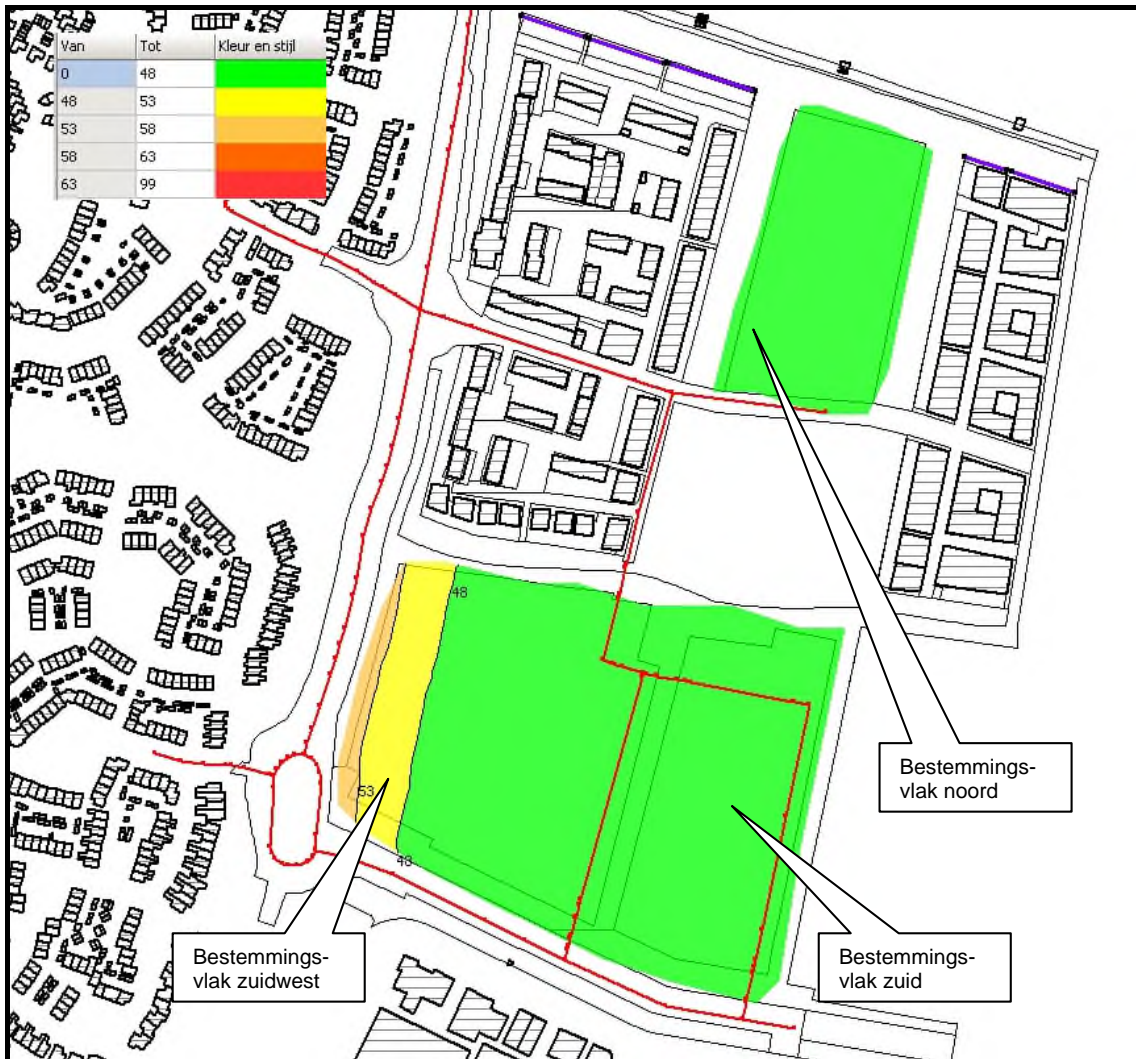 Van Tot Kleur en stijl
0 48
48 53
53 58
58 63
63 99
48
53
48
Bestemmings-
vlak noord
Bestemmings-
vlak zuidwest
Bestemmings-
vlak zuid